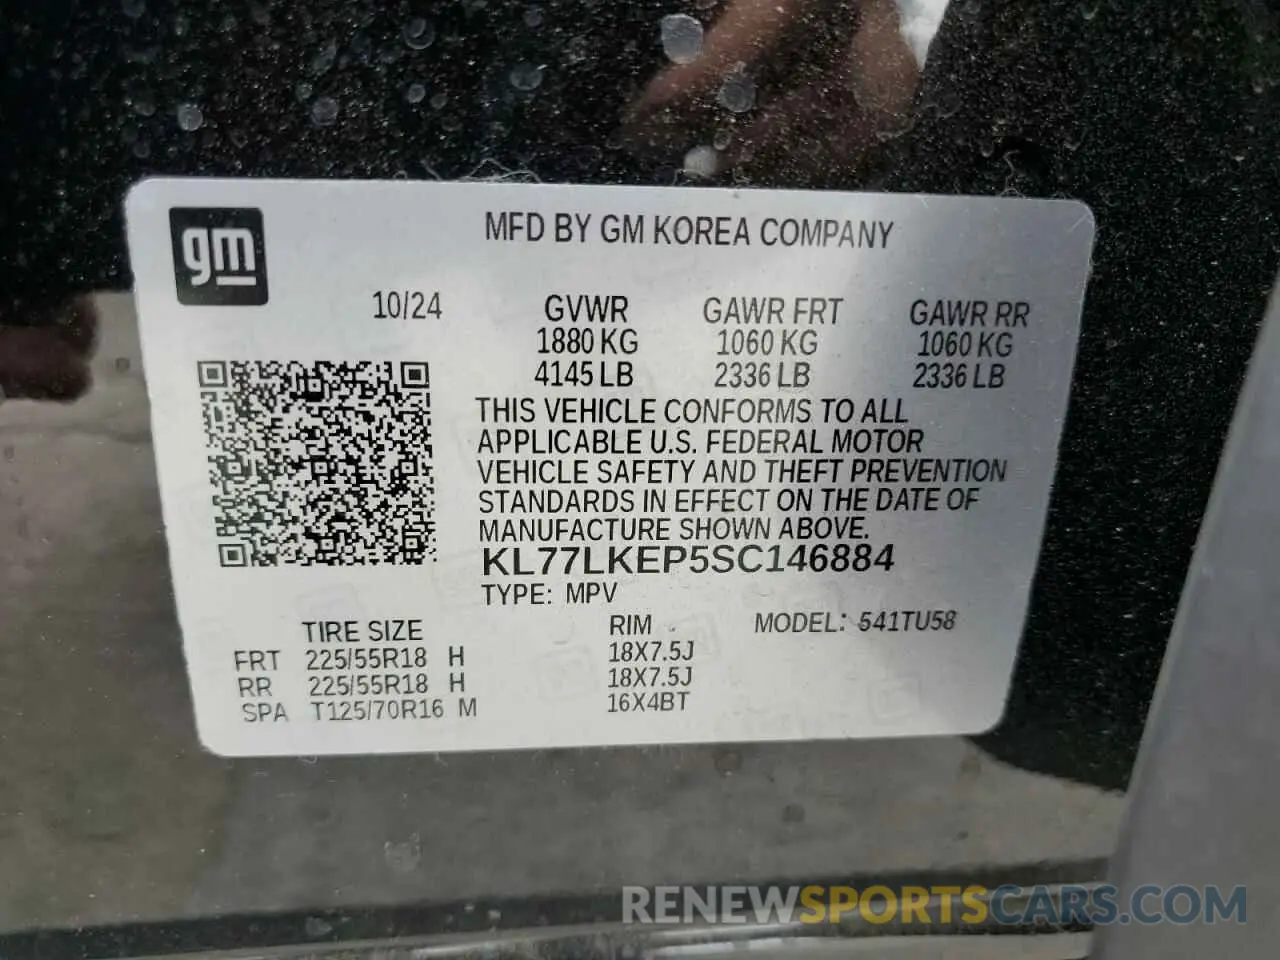 gm
MFD BY GM KOREA COMPANY
10/24
GVWR GAWR FRT GAWR RR
1880 KG 1060 KG 1060 KG
4145 LB 2336 LB 2336 LB
THIS VEHICLE CONFORMS TO ALL
APPLICABLE U.S. FEDERAL MOTOR
VEHICLE SAFETY AND THEFT PREVENTION
STANDARDS IN EFFECT ON THE DATE OF
MANUFACTURE SHOWN ABOVE.
KL77LKEP5SC146884
TYPE: MPV
TIRE SIZE RIM MODEL: 541TU58
FRT 225/55R18 H 18X7.5J
RR 225/55R18 H 18X7.5J
SPA T125/70R16 M 16X4BT
RENEWSPORTSCARS.COM